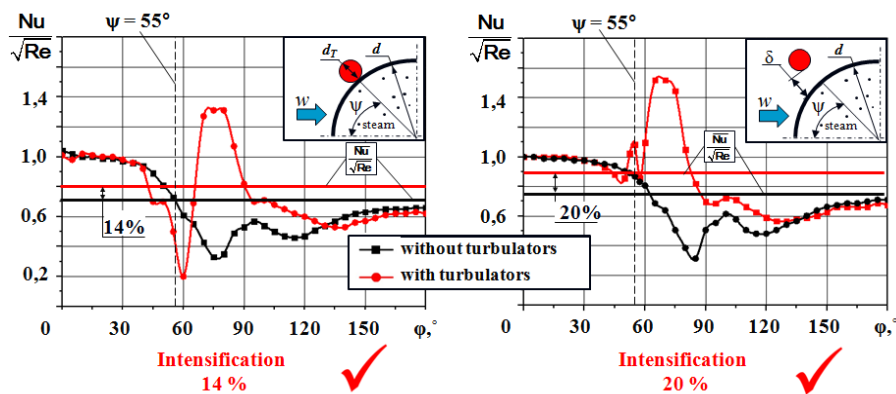 Nu
√Re
ψ = 55°
1,4
1,0
0,6
0,2
0
30
60
90
120
150
φ,°
14%
d_T
d
w
ψ
steam
Nu
√Re
Intensification
14 %
without turbulators
with turbulators
Nu
√Re
ψ = 55°
1,4
1,0
0,6
0,2
0
30
60
90
120
150
φ,°
20%
δ
d
w
ψ
steam
Nu
√Re
Intensification
20 %